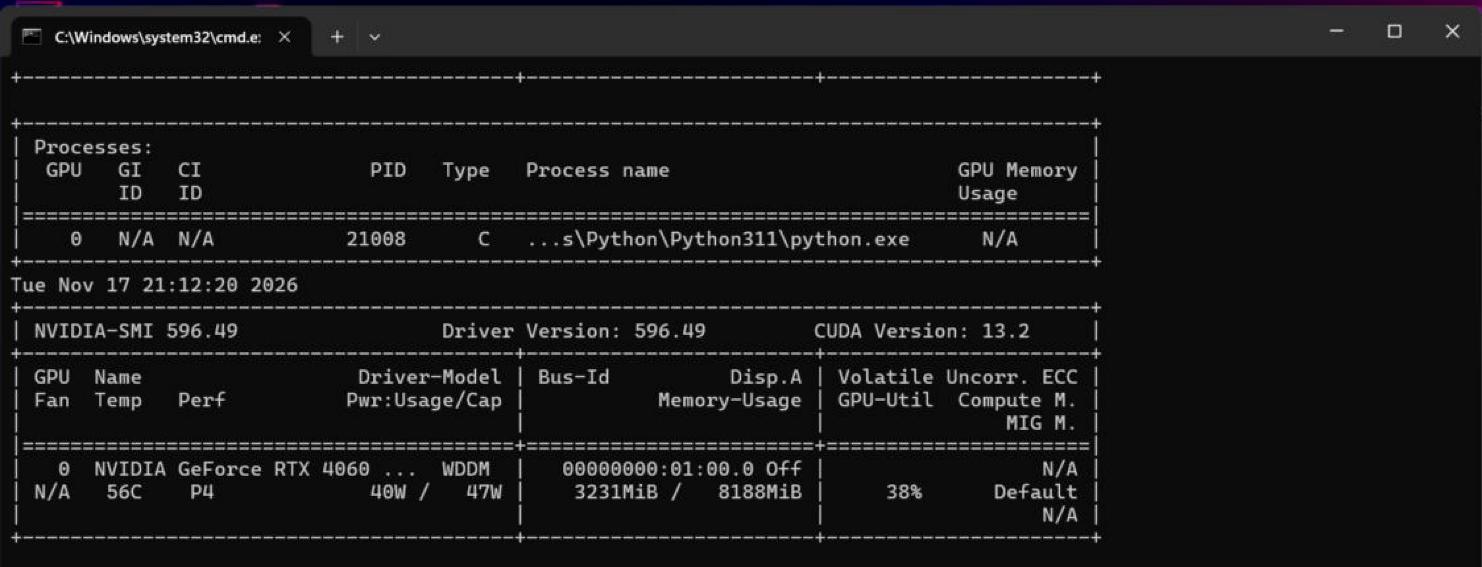 C:\Windows\system32\cmd.e:
+-----------------------------------------+------------------------+----------------------+

+-----------------------------------------------------------------------------------------+
| Processes:                                                                              |
|  GPU   GI   CI              PID   Type   Process name                        GPU Memory |
|        ID   ID                                                               Usage      |
|=========================================================================================|
|    0   N/A  N/A           21008      C   ...s\Python\Python311\python.exe      N/A      |
+-----------------------------------------------------------------------------------------+
Tue Nov 17 21:12:20 2026
+-----------------------------------------------------------------------------------------+
| NVIDIA-SMI 596.49                 Driver Version: 596.49         CUDA Version: 13.2     |
+-----------------------------------------+------------------------+----------------------+
| GPU  Name                  Driver-Model | Bus-Id          Disp.A | Volatile Uncorr. ECC |
| Fan  Temp   Perf          Pwr:Usage/Cap |           Memory-Usage | GPU-Util  Compute M. |
|                                         |                        |               MIG M. |
|=========================================+========================+======================|
|   0  NVIDIA GeForce RTX 4060 ...  WDDM  |   00000000:01:00.0 Off |                  N/A |
| N/A   56C    P4            40W /   47W  |    3231MiB /   8188MiB |     38%      Default |
|                                         |                        |                  N/A |
+-----------------------------------------+------------------------+----------------------+